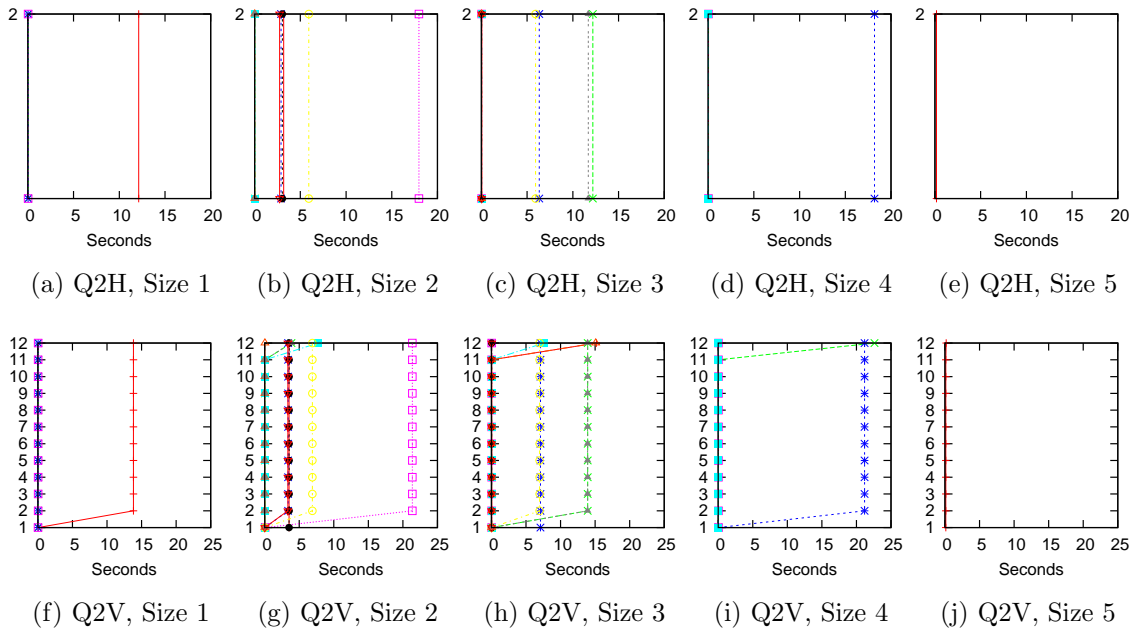 2 2 2 2 2
0 5 10 15 20 0 5 10 15 20 0 5 10 15 20 0 5 10 15 20 0 5 10 15 20
Seconds Seconds Seconds Seconds Seconds
(a) Q2H, Size 1 (b) Q2H, Size 2 (c) Q2H, Size 3 (d) Q2H, Size 4 (e) Q2H, Size 5
12 12 12 12 12
11 11 11 11 11
10 10 10 10 10
9 9 9 9 9
8 8 8 8 8
7 7 7 7 7
6 6 6 6 6
5 5 5 5 5
4 4 4 4 4
3 3 3 3 3
2 2 2 2 2
1 1 1 1 1
0 5 10 15 20 25 0 5 10 15 20 25 0 5 10 15 20 25 0 5 10 15 20 25 0 5 10 15 20 25
Seconds Seconds Seconds Seconds Seconds
(f) Q2V, Size 1 (g) Q2V, Size 2 (h) Q2V, Size 3 (i) Q2V, Size 4 (j) Q2V, Size 5